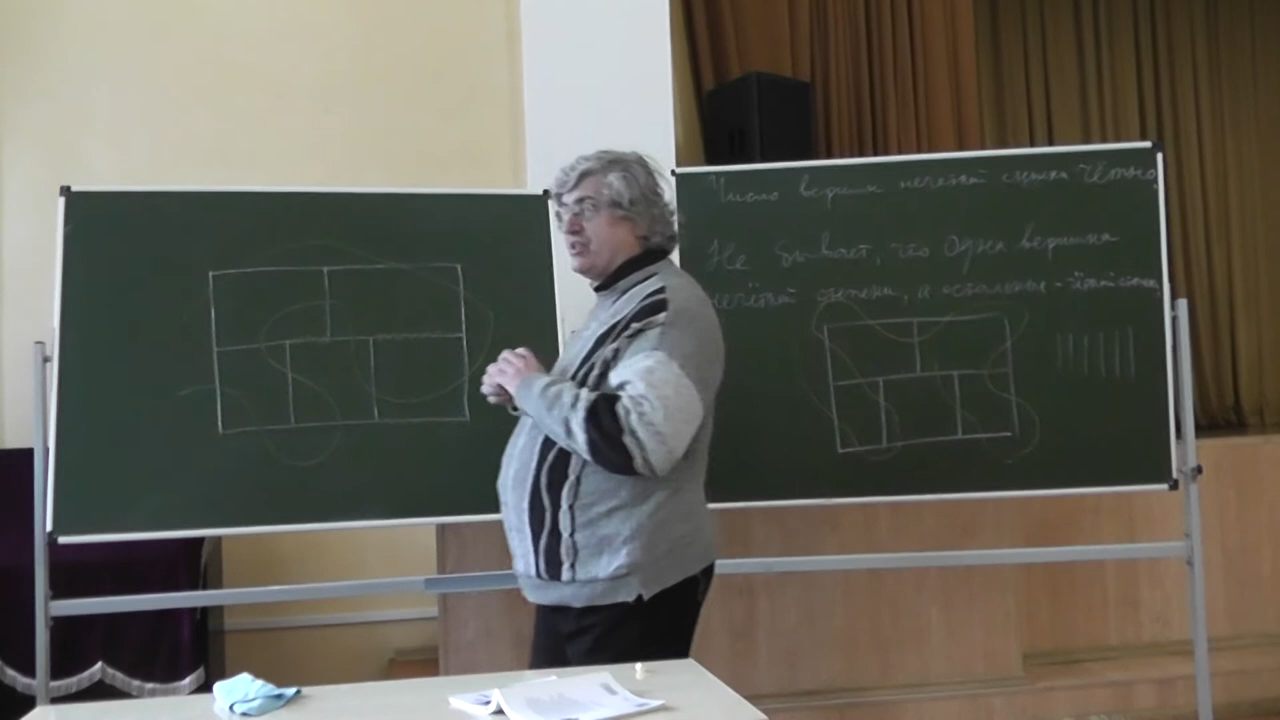 Число вершин нечётной степени чётно.
Не бывает, что одна вершина
нечётной степени, а остальные - чётной степени